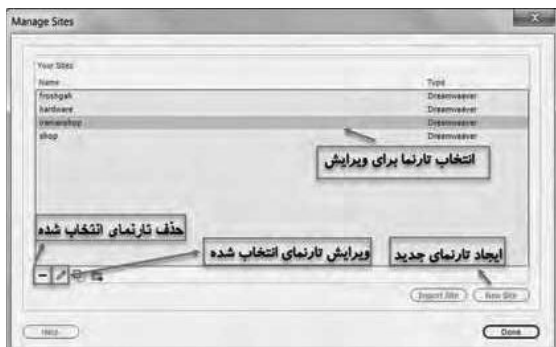 Manage Sites
Your Sites
Name Type
froshgah Dreamweaver
hardware Dreamweaver
iranianshop Dreamweaver
shop Dreamweaver
انتخاب تارنما برای ویرایش
حذف تارنمای انتخاب شده
ویرایش تارنمای انتخاب شده
ایجاد تارنمای جدید
Import Site New Site
Help Done